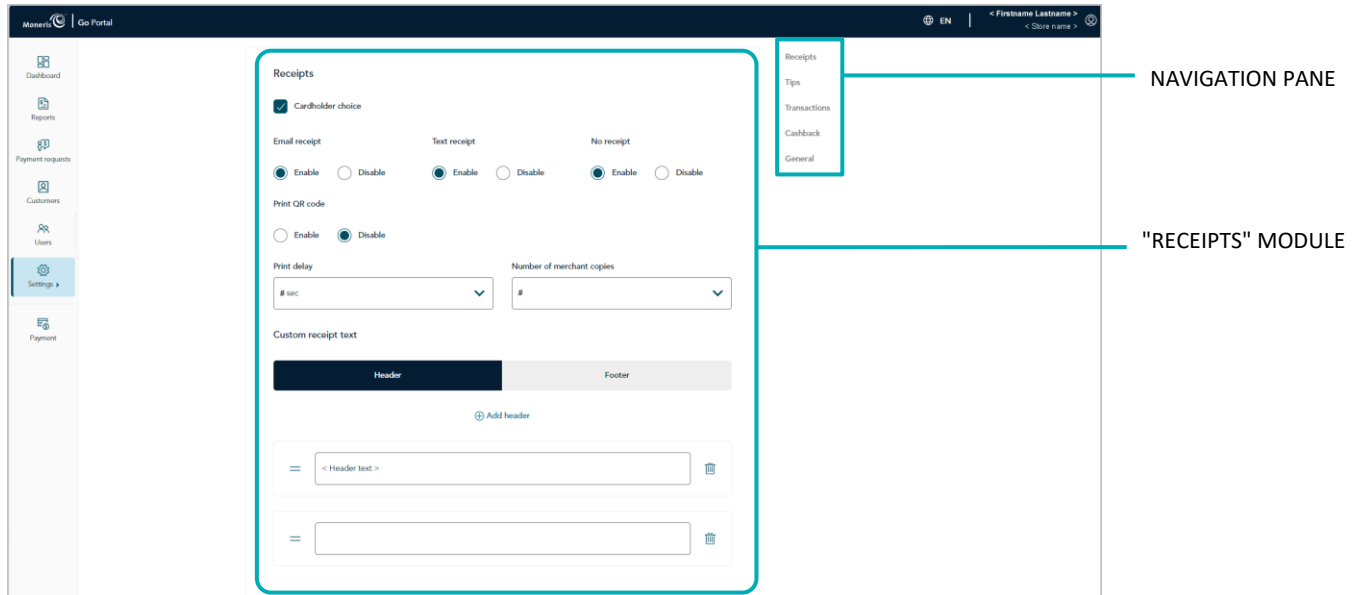 Moneris Go Portal
EN
< Firstname Lastname >
< Store name >
Dashboard
Reports
Payment requests
Customers
Users
Settings
Payment
Receipts
Cardholder choice
Email receipt Text receipt No receipt
Enable Disable Enable Disable Enable Disable
Print QR code
Enable Disable
Print delay Number of merchant copies
# sec #
Custom receipt text
Header Footer
Add header
< Header text >
Receipts
Tips
Transactions
Cashback
General
NAVIGATION PANE
"RECEIPTS" MODULE